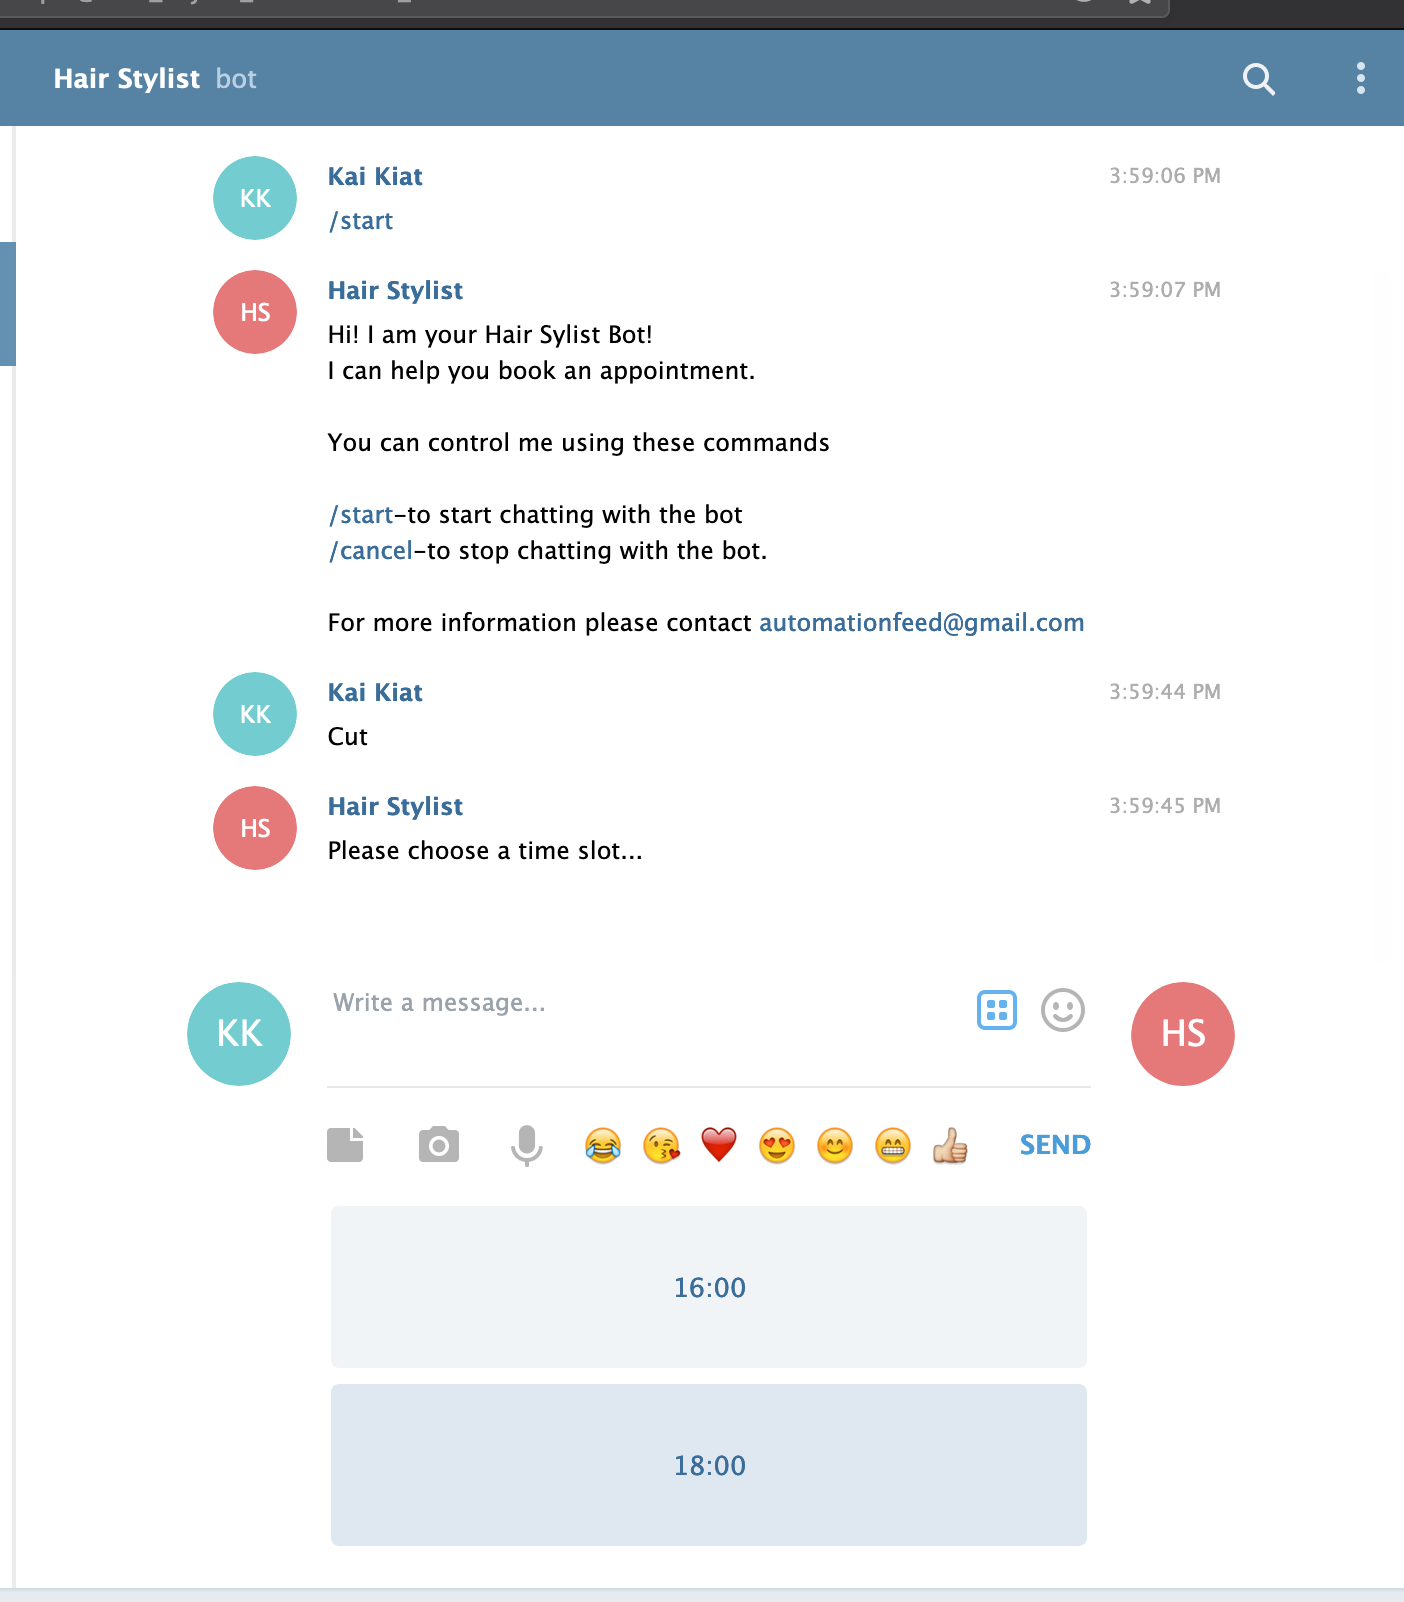 Hair Stylist bot
KK
Kai Kiat
3:59:06 PM
/start
HS
Hair Stylist
3:59:07 PM
Hi! I am your Hair Sylist Bot!
I can help you book an appointment.
You can control me using these commands
/start-to start chatting with the bot
/cancel-to stop chatting with the bot.
For more information please contact automationfeed@gmail.com
KK
Kai Kiat
3:59:44 PM
Cut
HS
Hair Stylist
3:59:45 PM
Please choose a time slot...
KK
Write a message...
HS
SEND
16:00
18:00